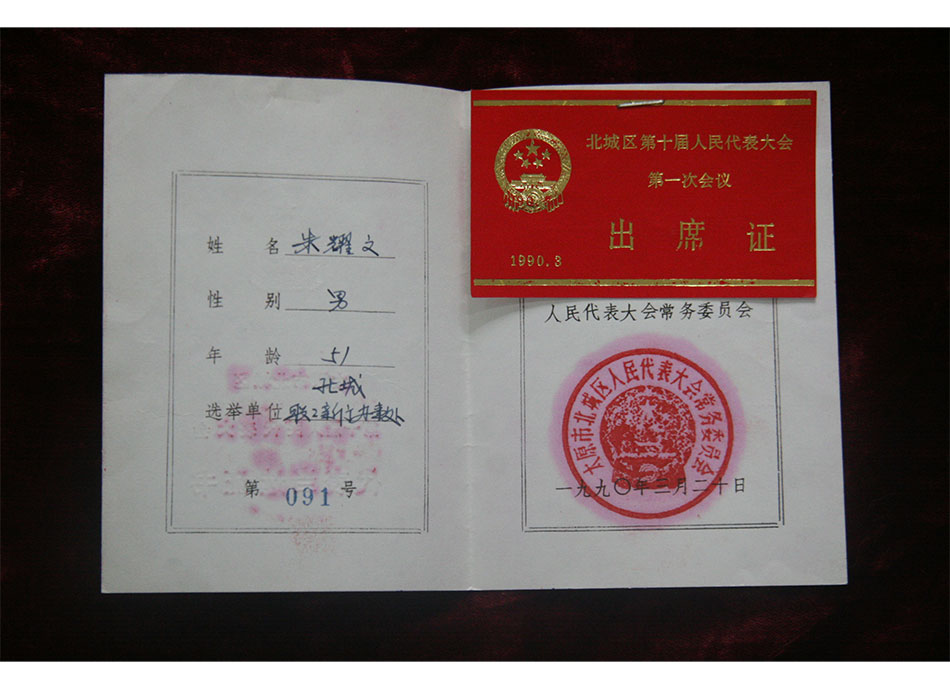 姓 名 朱耀文
性 别 男
年 龄 51
北城
选举单位
第 091 号
北城区第十届人民代表大会
第一次会议
出席证
1990.3
人民代表大会常务委员会
太原市北城区人民代表大会常务委员会
一九九〇年三月二十日